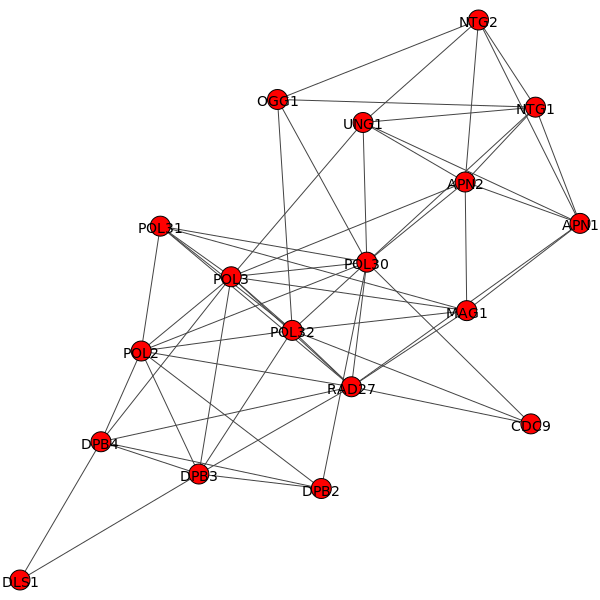 NTG2
OGG1
NTG1
UNG1
APN2
APN1
POL31
POL30
POL3
MAG1
POL32
POL2
RAD27
CDC9
DPB4
DPB3
DPB2
DLS1